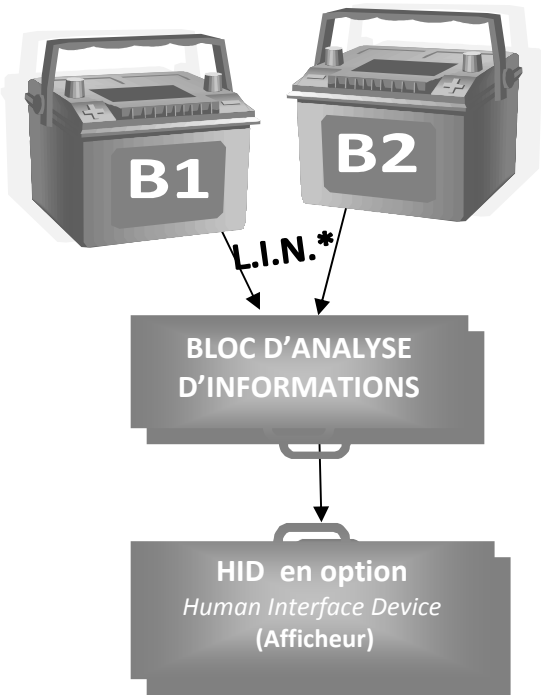 B1
B2
L.I.N.*
BLOC D’ANALYSE
D’INFORMATIONS
HID en option
Human Interface Device
(Afficheur)